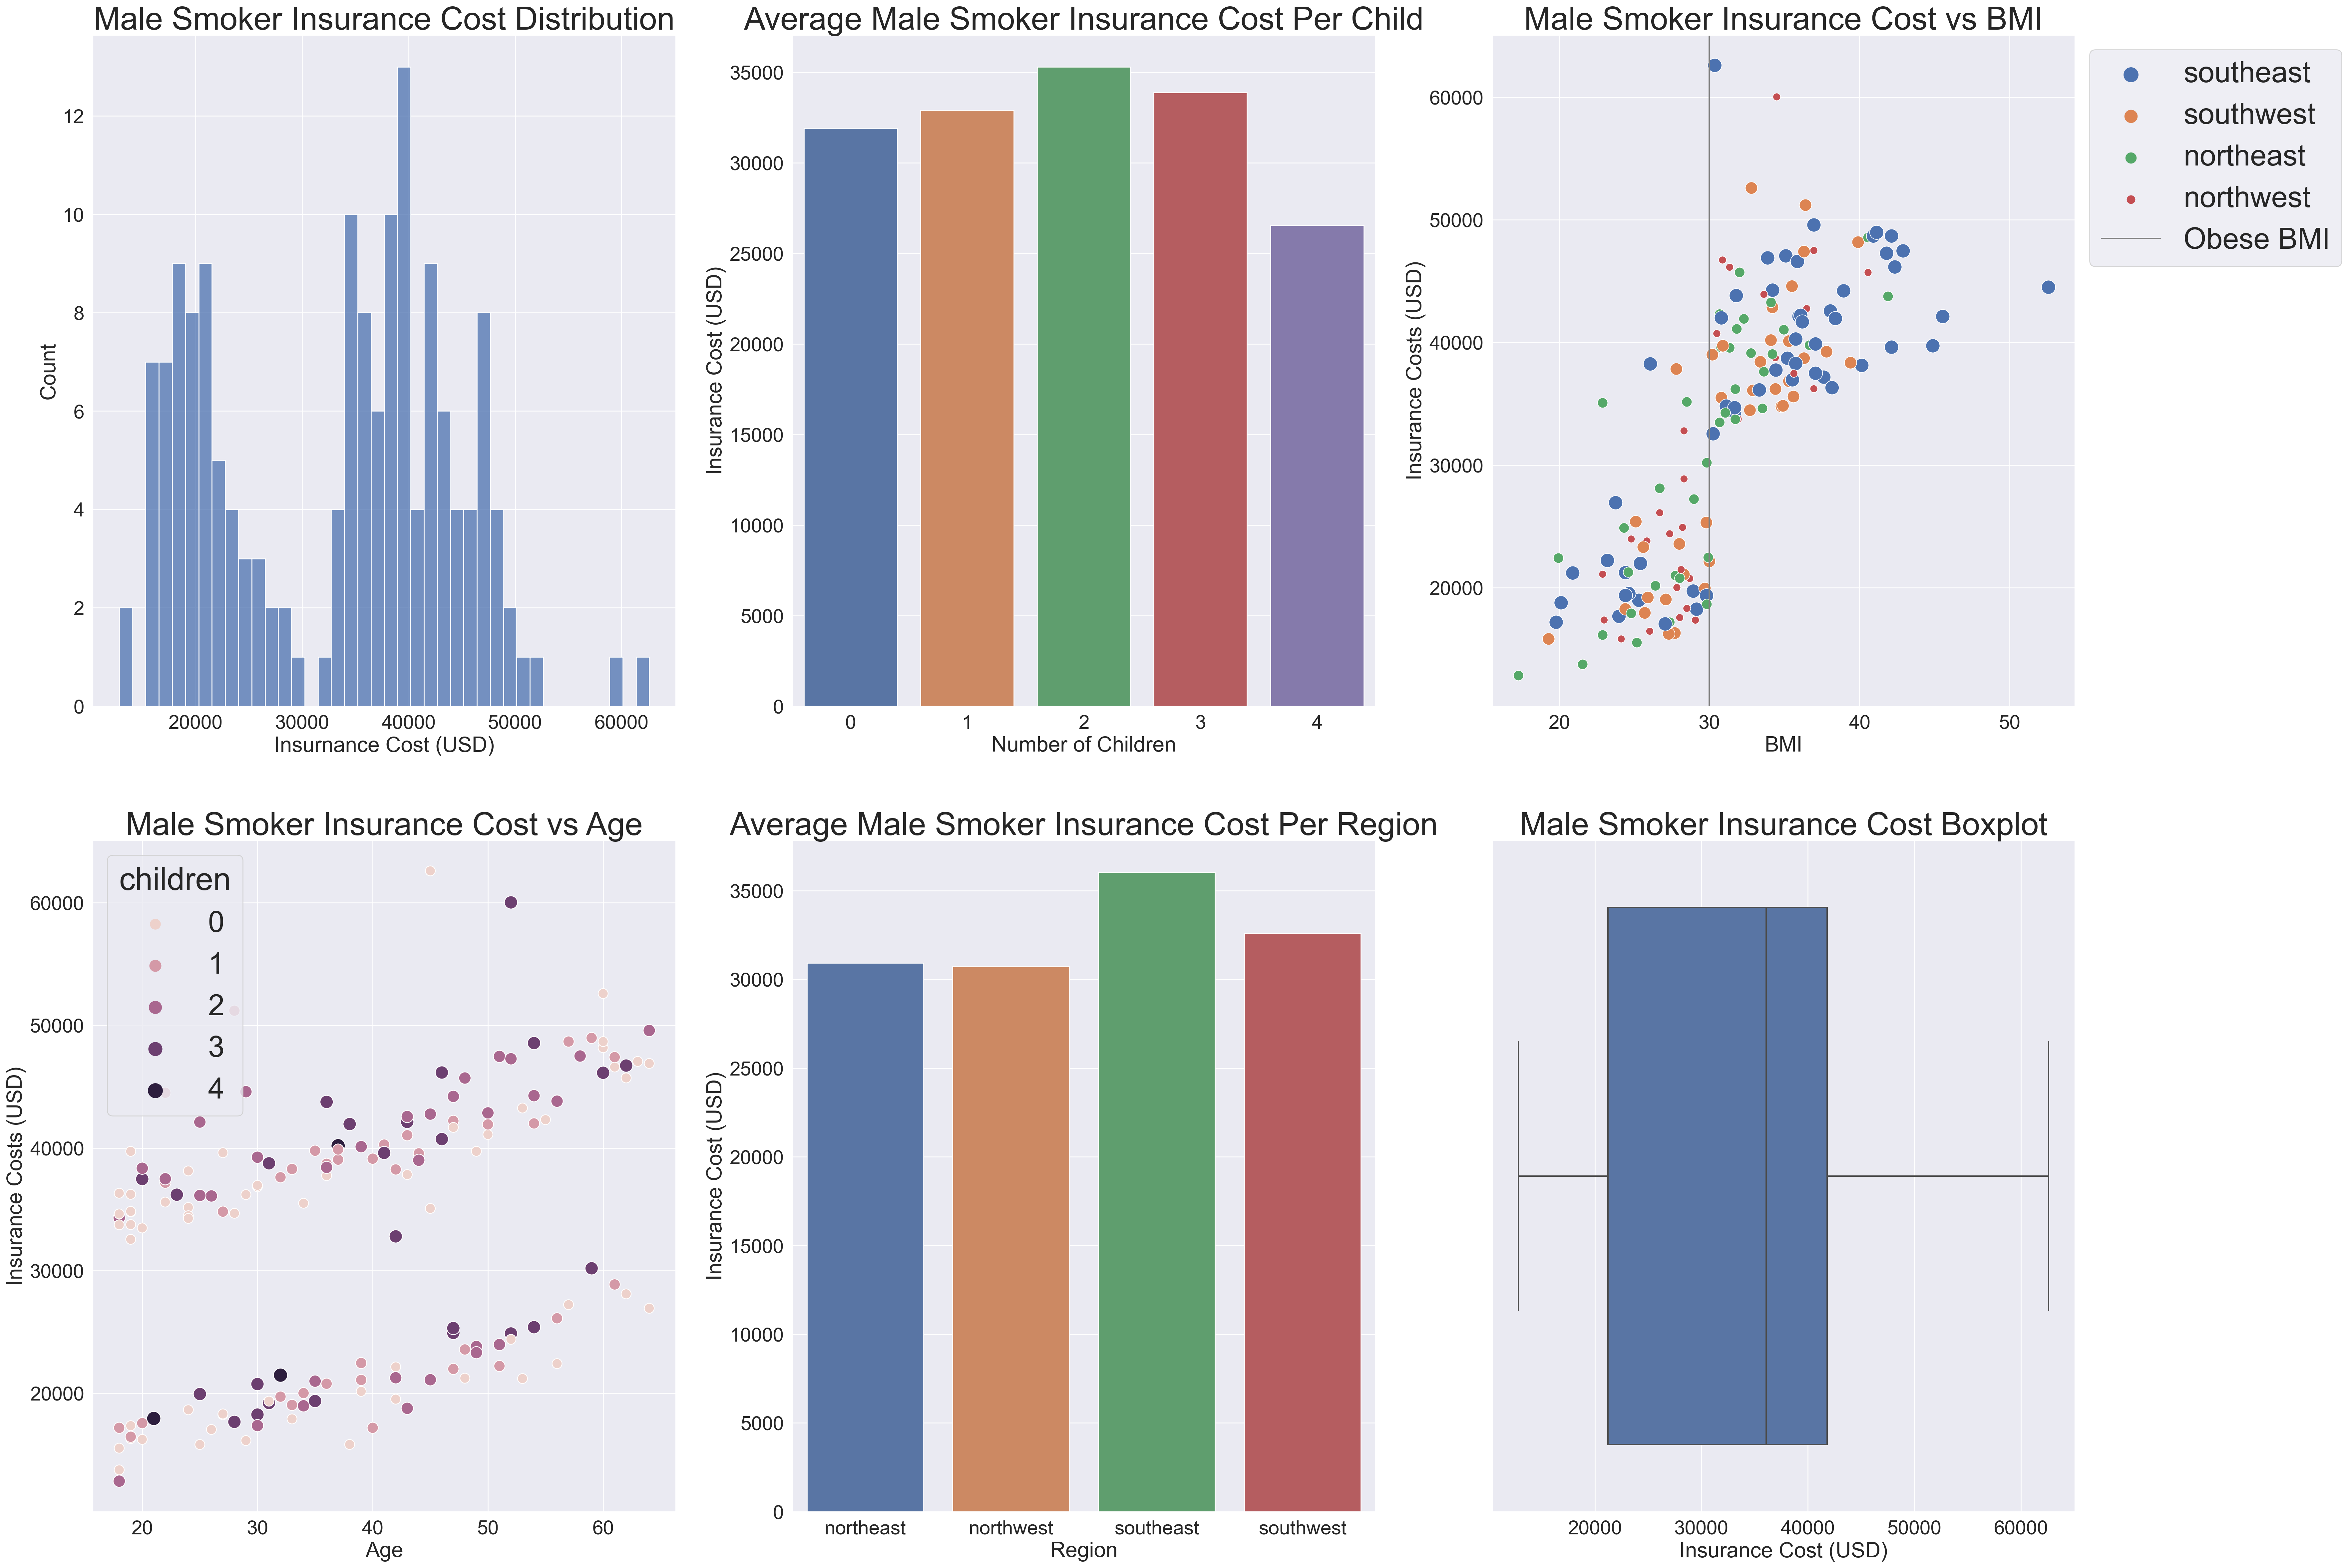 Male Smoker Insurance Cost Distribution
12
10
8
6
4
2
0
Count
20000 30000 40000 50000 60000
Insurnance Cost (USD)
Average Male Smoker Insurance Cost Per Child
35000
30000
25000
20000
15000
10000
5000
0
Insurance Cost (USD)
0 1 2 3 4
Number of Children
Male Smoker Insurance Cost vs BMI
60000
50000
40000
30000
20000
Insurance Costs (USD)
20 30 40 50
BMI
southeast
southwest
northeast
northwest
Obese BMI
Male Smoker Insurance Cost vs Age
children
0
1
2
3
4
60000
50000
40000
30000
20000
Insurance Costs (USD)
20 30 40 50 60
Age
Average Male Smoker Insurance Cost Per Region
35000
30000
25000
20000
15000
10000
5000
0
Insurance Cost (USD)
northeast northwest southeast southwest
Region
Male Smoker Insurance Cost Boxplot
20000 30000 40000 50000 60000
Insurance Cost (USD)